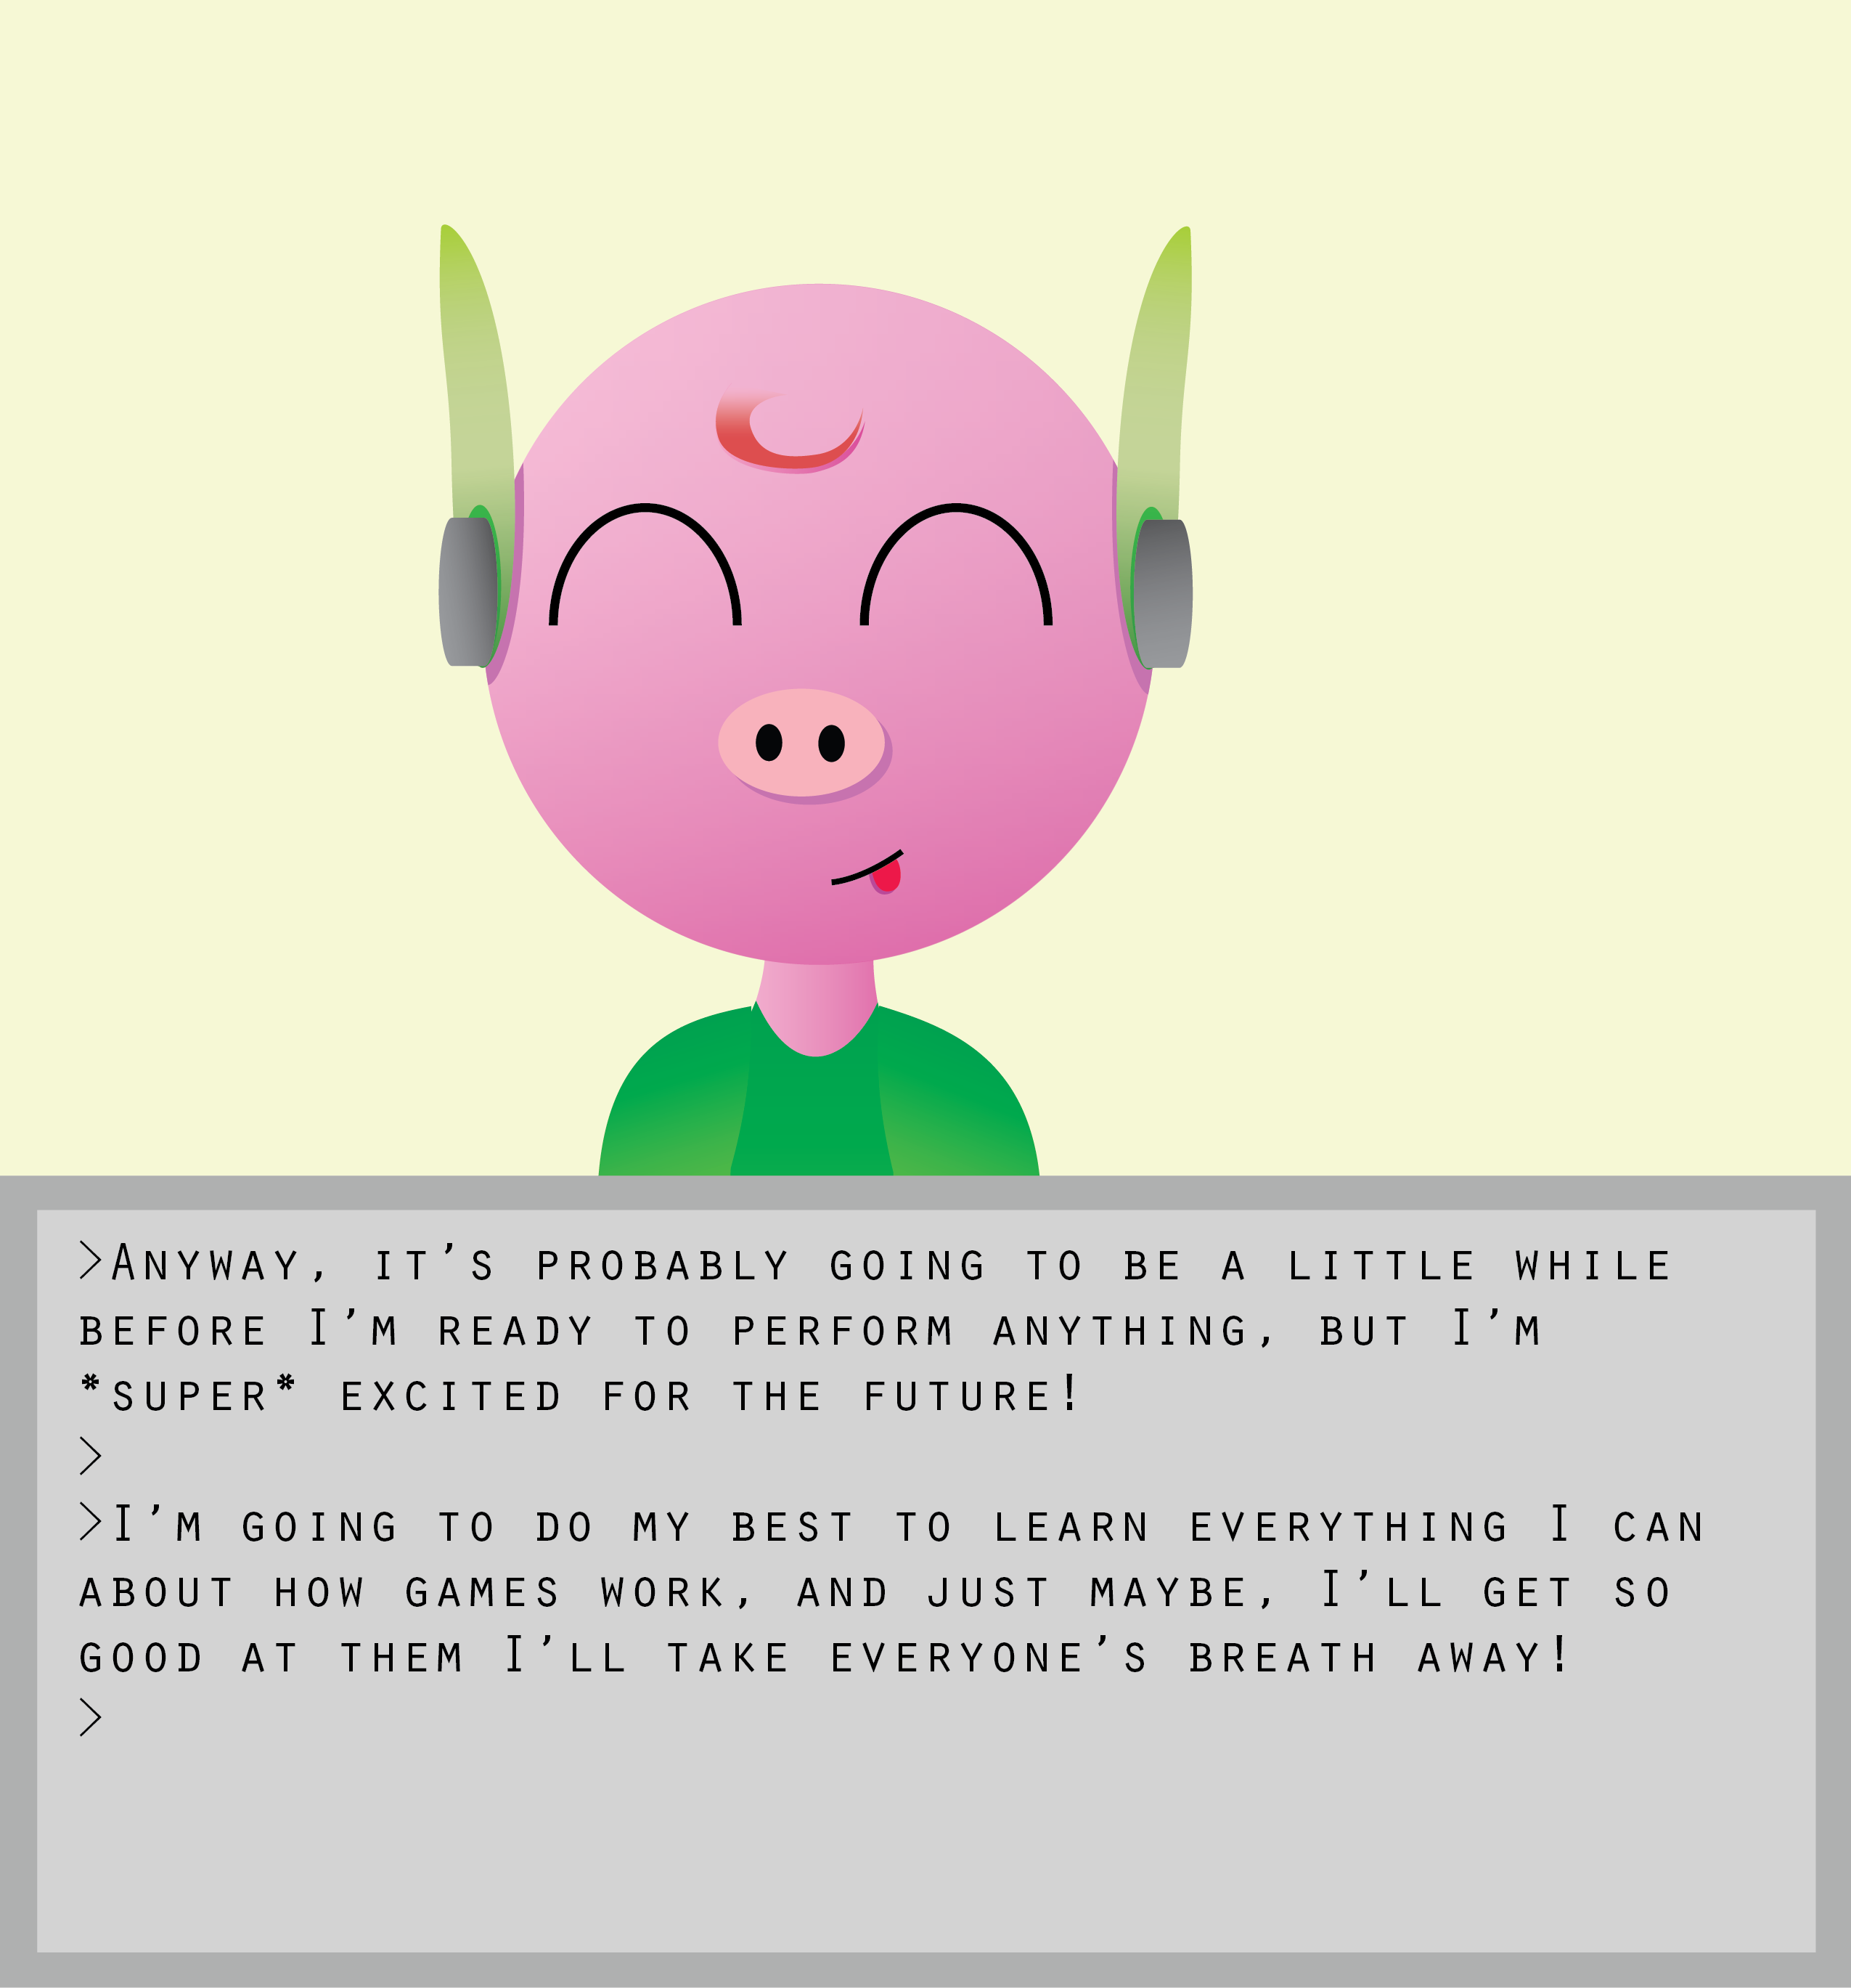 >Anyway, it’s probably going to be a little while
before I’m ready to perform anything, but I’m
*super* excited for the future!
>
>I’m going to do my best to learn everything I can
about how games work, and just maybe, I’ll get so
good at them I’ll take everyone’s breath away!
>